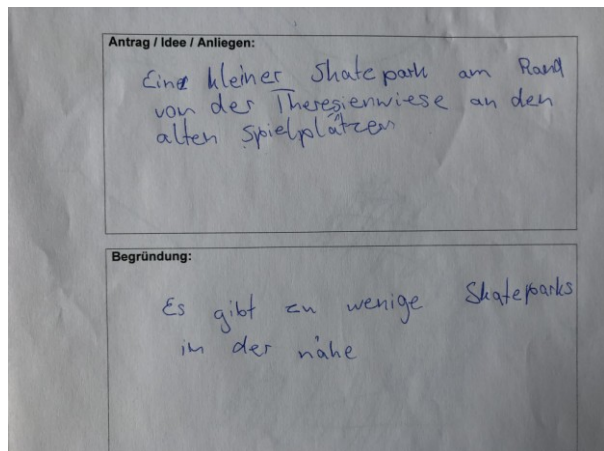 Antrag / Idee / Anliegen:
Eine kleiner Skatepark am Rand
von der Theresienwiese an den
alten Spielplätzen
Begründung:
Es gibt zu wenige Skateparks
in der nähe